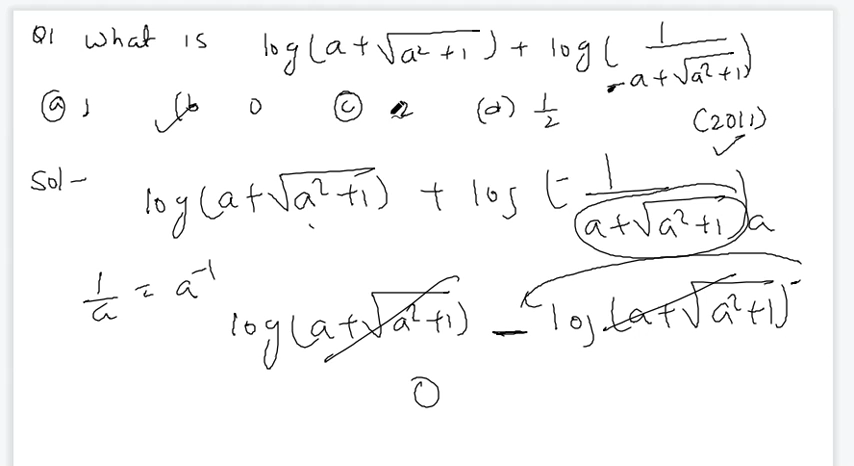 Q1 What is log(a+√(a²+1)) + log(1/(a+√(a²+1)))
(a) 1 (b) 0 (c) 2 (d) 1/2
(2011)
Sol- log(a+√(a²+1)) + log(1/(a+√(a²+1))) a
1/a = a⁻¹
log(a+√(a²+1)) - log(a+√(a²+1))
0